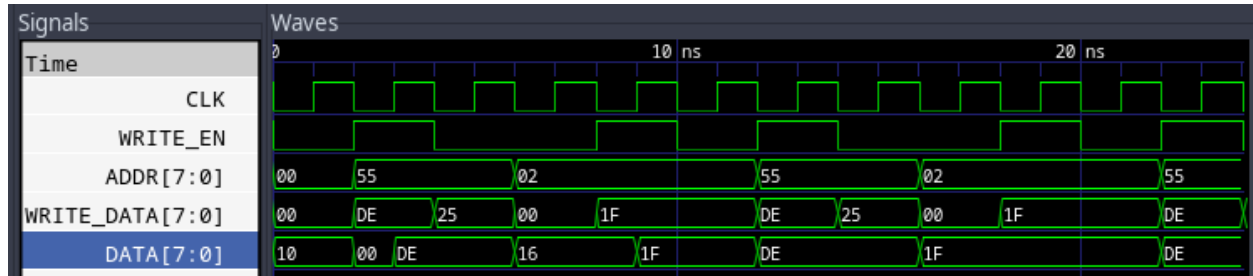 Signals Waves
Time 0 10 ns 20 ns
CLK
WRITE_EN
ADDR[7:0] 00 55 02 55 02 55
WRITE_DATA[7:0] 00 DE 25 00 1F DE 25 00 1F DE
DATA[7:0] 10 00 DE 16 1F DE 1F DE